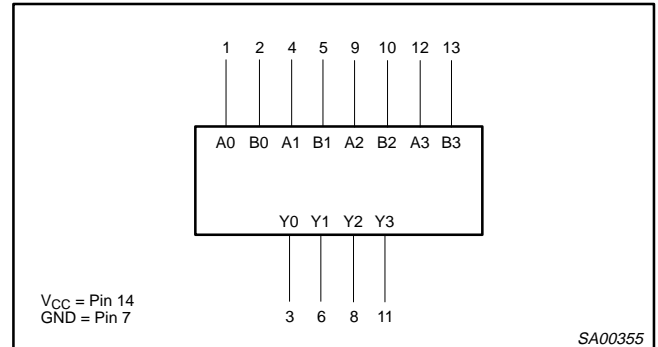 1 2 4 5 9 10 12 13
A0 B0 A1 B1 A2 B2 A3 B3
Y0 Y1 Y2 Y3
VCC = Pin 14
GND = Pin 7
3 6 8 11
SA00355